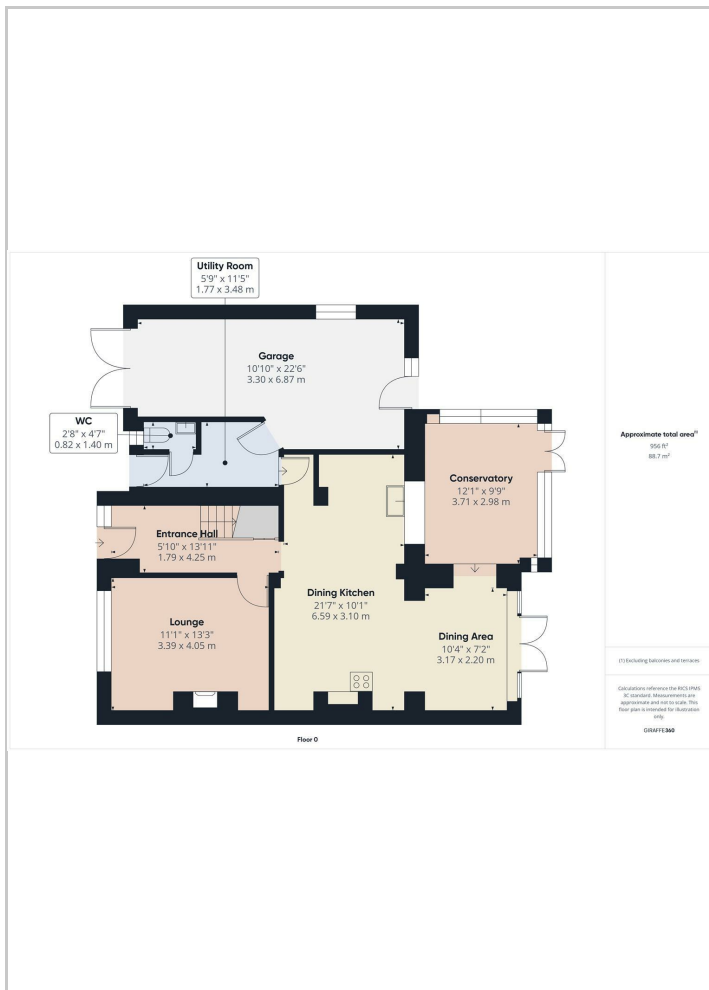 Utility Room
5'9" x 11'5"
1.77 x 3.48 m
Garage
10'10" x 22'6"
3.30 x 6.87 m
WC
2'8" x 4'7"
0.82 x 1.40 m
Conservatory
12'1" x 9'9"
3.71 x 2.98 m
Entrance Hall
5'10" x 13'11"
1.79 x 4.25 m
Dining Kitchen
21'7" x 10'1"
6.59 x 3.10 m
Lounge
11'1" x 13'3"
3.39 x 4.05 m
Dining Area
10'4" x 7'2"
3.17 x 2.20 m
Floor 0
Approximate total area(1)
956 ft²
88.7 m²
(1) Excluding balconies and terraces
Calculations reference the RICS IPMS
3C standard. Measurements are
approximate and not to scale. This
floor plan is intended for illustration
only.
GIRAFFE360